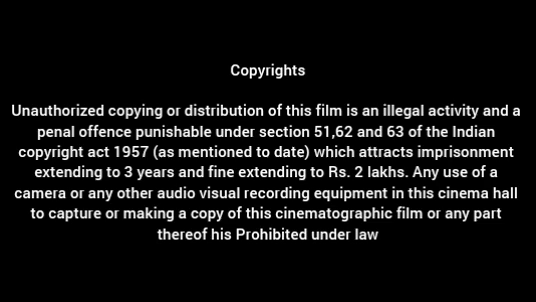 Copyrights
Unauthorized copying or distribution of this film is an illegal activity and a
penal offence punishable under section 51,62 and 63 of the Indian
copyright act 1957 (as mentioned to date) which attracts imprisonment
extending to 3 years and fine extending to Rs. 2 lakhs. Any use of a
camera or any other audio visual recording equipment in this cinema hall
to capture or making a copy of this cinematographic film or any part
thereof his Prohibited under law